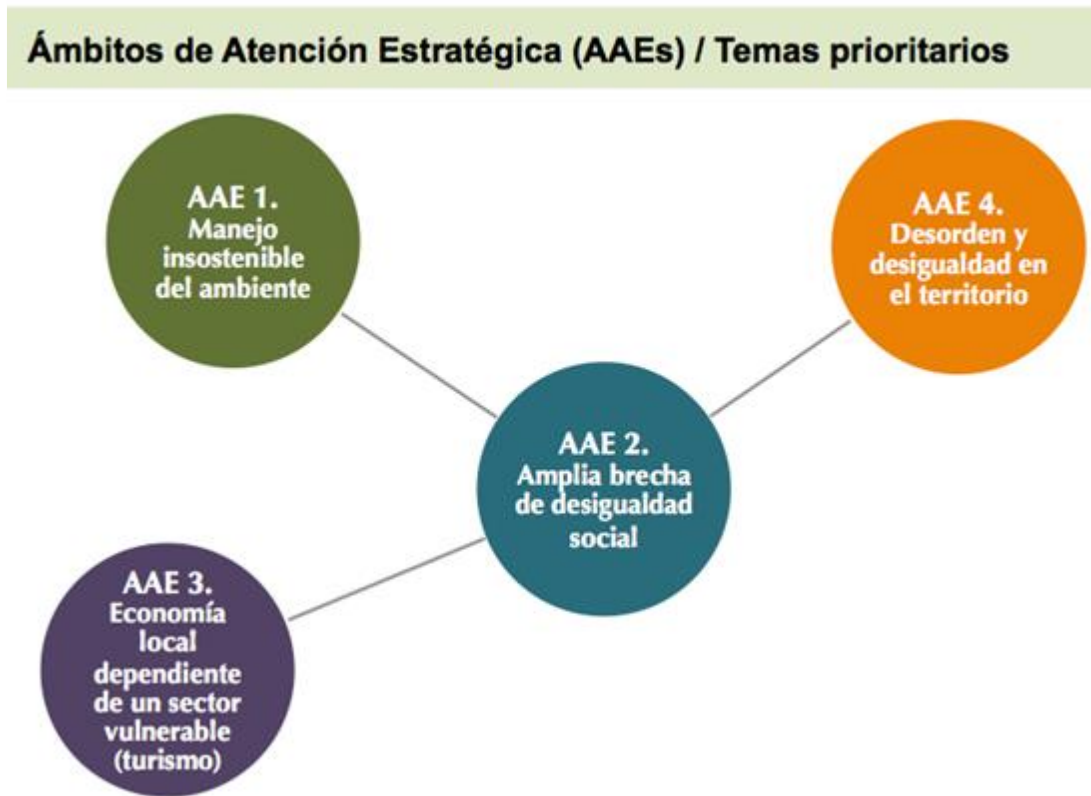 Ámbitos de Atención Estratégica (AAEs) / Temas prioritarios
AAE 1.
Manejo
insostenible
del ambiente
AAE 4.
Desorden y
desigualdad en
el territorio
AAE 2.
Amplia brecha
de desigualdad
social
AAE 3.
Economía
local
dependiente
de un sector
vulnerable
(turismo)